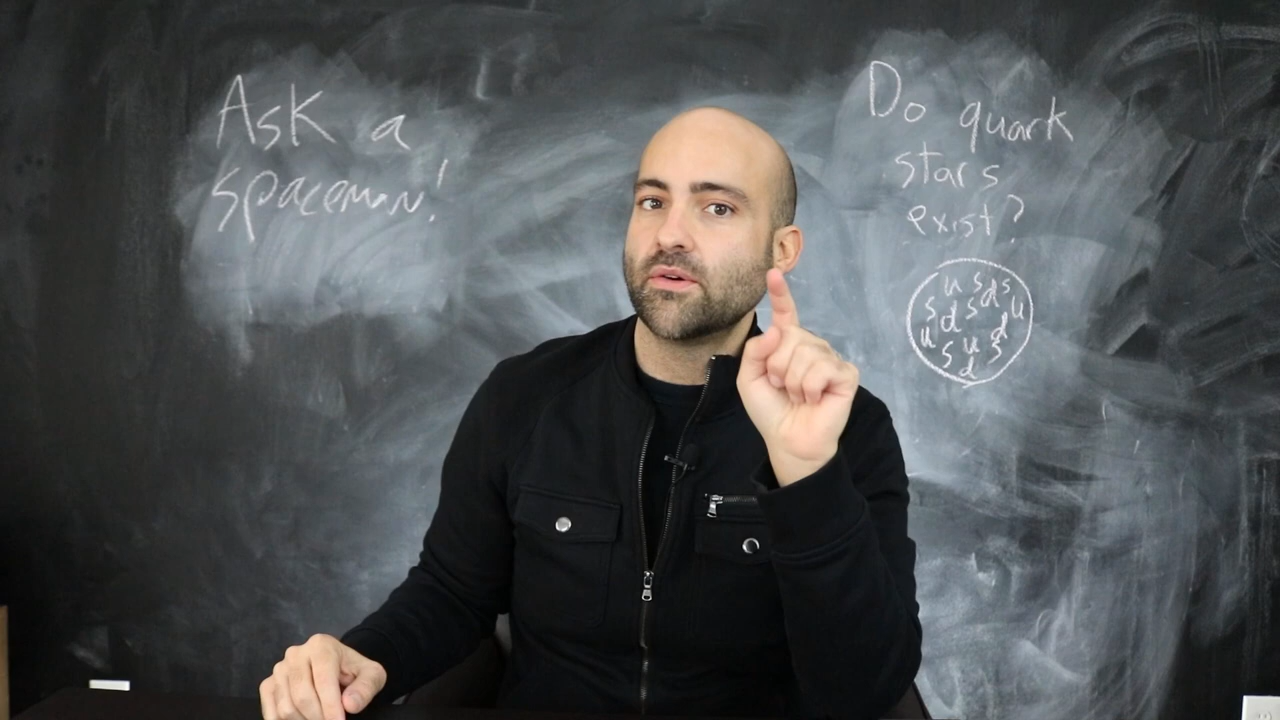 Ask a
spaceman!
Do quark
stars
exist?
u s d s
s d s u
u s u d s
d